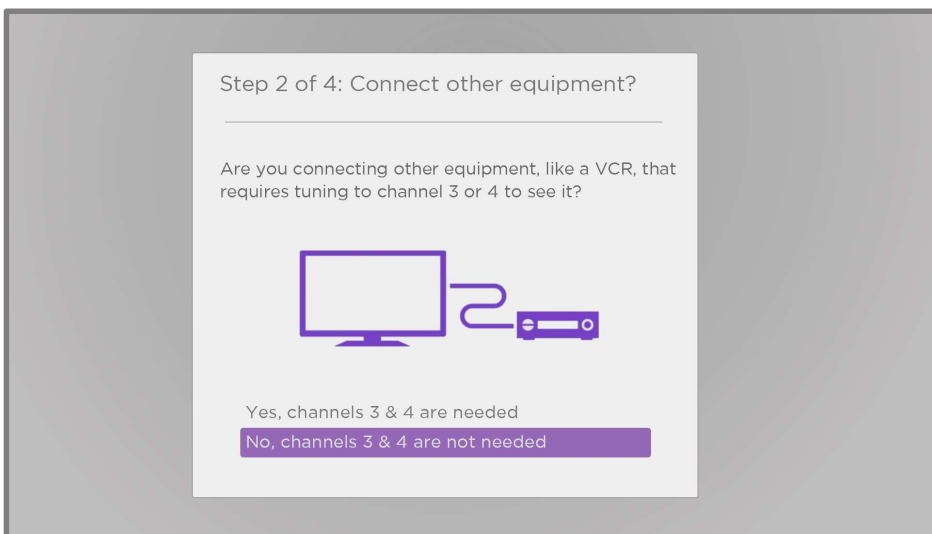 Step 2 of 4: Connect other equipment?
Are you connecting other equipment, like a VCR, that
requires tuning to channel 3 or 4 to see it?
Yes, channels 3 & 4 are needed
No, channels 3 & 4 are not needed